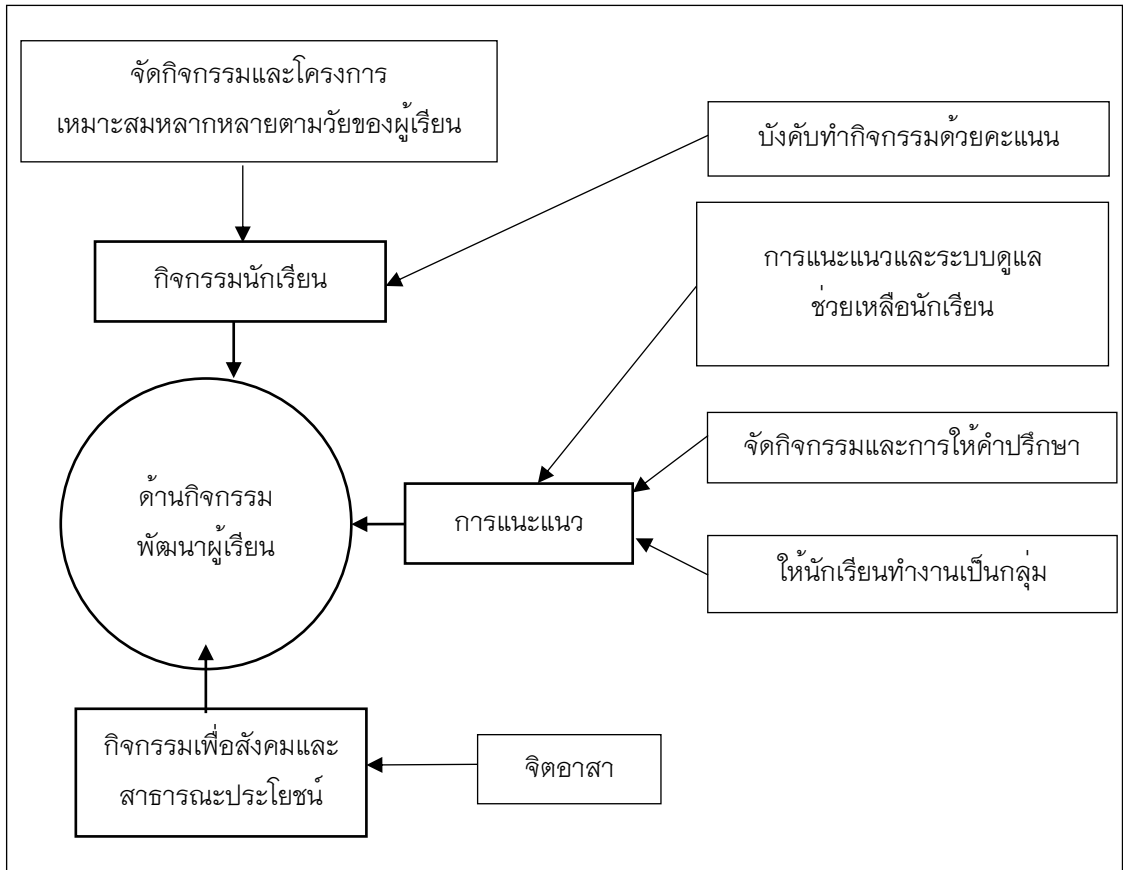 จัดกิจกรรมและโครงการ
เหมาะสมหลากหลายตามวัยของผู้เรียน
บังคับทำกิจกรรมด้วยคะแนน
กิจกรรมนักเรียน
การแนะแนวและระบบดูแล
ช่วยเหลือนักเรียน
จัดกิจกรรมและการให้คำปรึกษา
ด้านกิจกรรม
พัฒนาผู้เรียน
การแนะแนว
ให้นักเรียนทำงานเป็นกลุ่ม
กิจกรรมเพื่อสังคมและ
สาธารณะประโยชน์
จิตอาสา